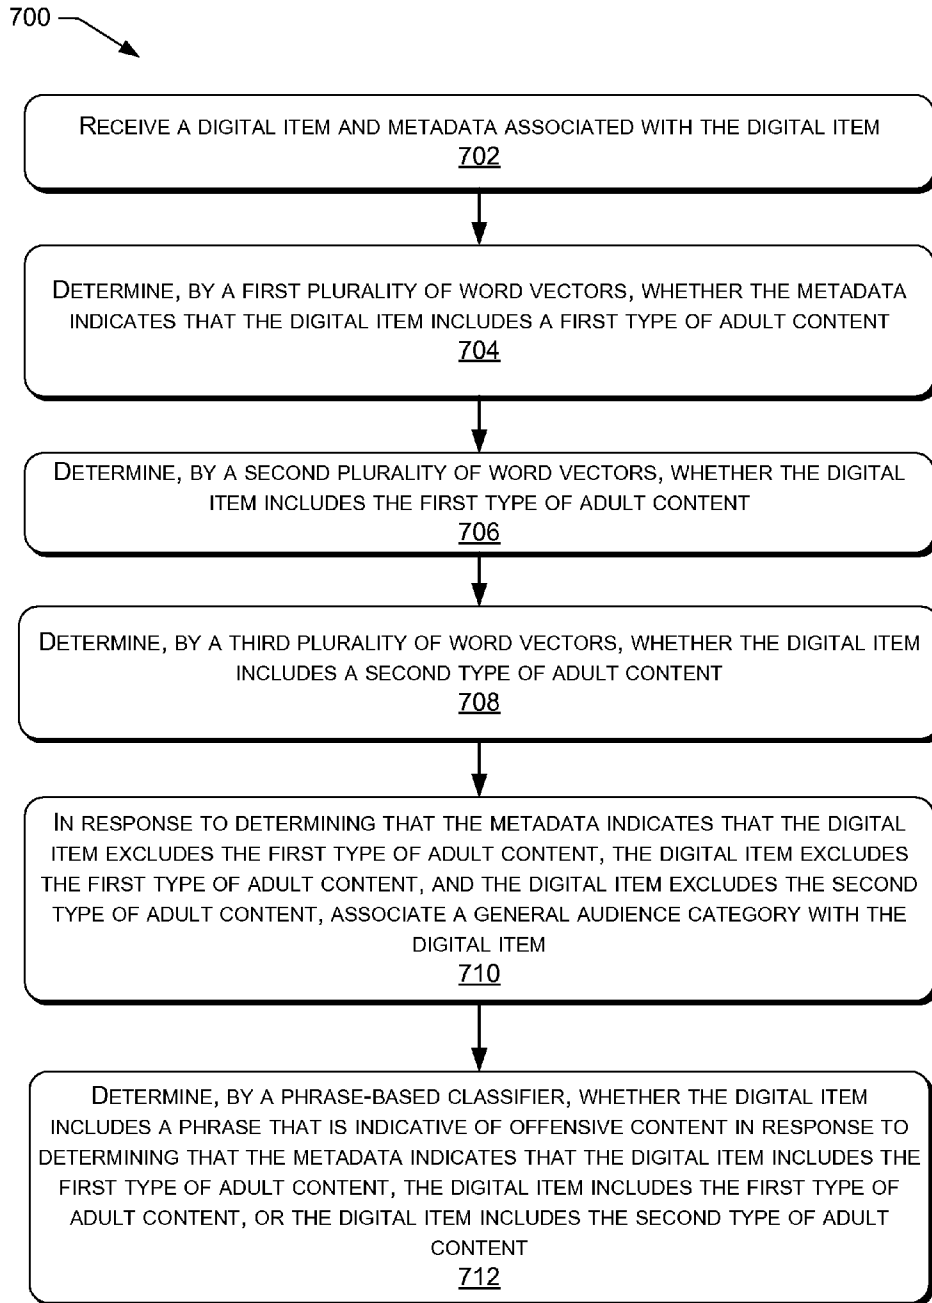 700
RECEIVE A DIGITAL ITEM AND METADATA ASSOCIATED WITH THE DIGITAL ITEM
702
DETERMINE, BY A FIRST PLURALITY OF WORD VECTORS, WHETHER THE METADATA
INDICATES THAT THE DIGITAL ITEM INCLUDES A FIRST TYPE OF ADULT CONTENT
704
DETERMINE, BY A SECOND PLURALITY OF WORD VECTORS, WHETHER THE DIGITAL
ITEM INCLUDES THE FIRST TYPE OF ADULT CONTENT
706
DETERMINE, BY A THIRD PLURALITY OF WORD VECTORS, WHETHER THE DIGITAL ITEM
INCLUDES A SECOND TYPE OF ADULT CONTENT
708
IN RESPONSE TO DETERMINING THAT THE METADATA INDICATES THAT THE DIGITAL
ITEM EXCLUDES THE FIRST TYPE OF ADULT CONTENT, THE DIGITAL ITEM EXCLUDES
THE FIRST TYPE OF ADULT CONTENT, AND THE DIGITAL ITEM EXCLUDES THE SECOND
TYPE OF ADULT CONTENT, ASSOCIATE A GENERAL AUDIENCE CATEGORY WITH THE
DIGITAL ITEM
710
DETERMINE, BY A PHRASE-BASED CLASSIFIER, WHETHER THE DIGITAL ITEM
INCLUDES A PHRASE THAT IS INDICATIVE OF OFFENSIVE CONTENT IN RESPONSE TO
DETERMINING THAT THE METADATA INDICATES THAT THE DIGITAL ITEM INCLUDES THE
FIRST TYPE OF ADULT CONTENT, THE DIGITAL ITEM INCLUDES THE FIRST TYPE OF
ADULT CONTENT, OR THE DIGITAL ITEM INCLUDES THE SECOND TYPE OF ADULT
CONTENT
712